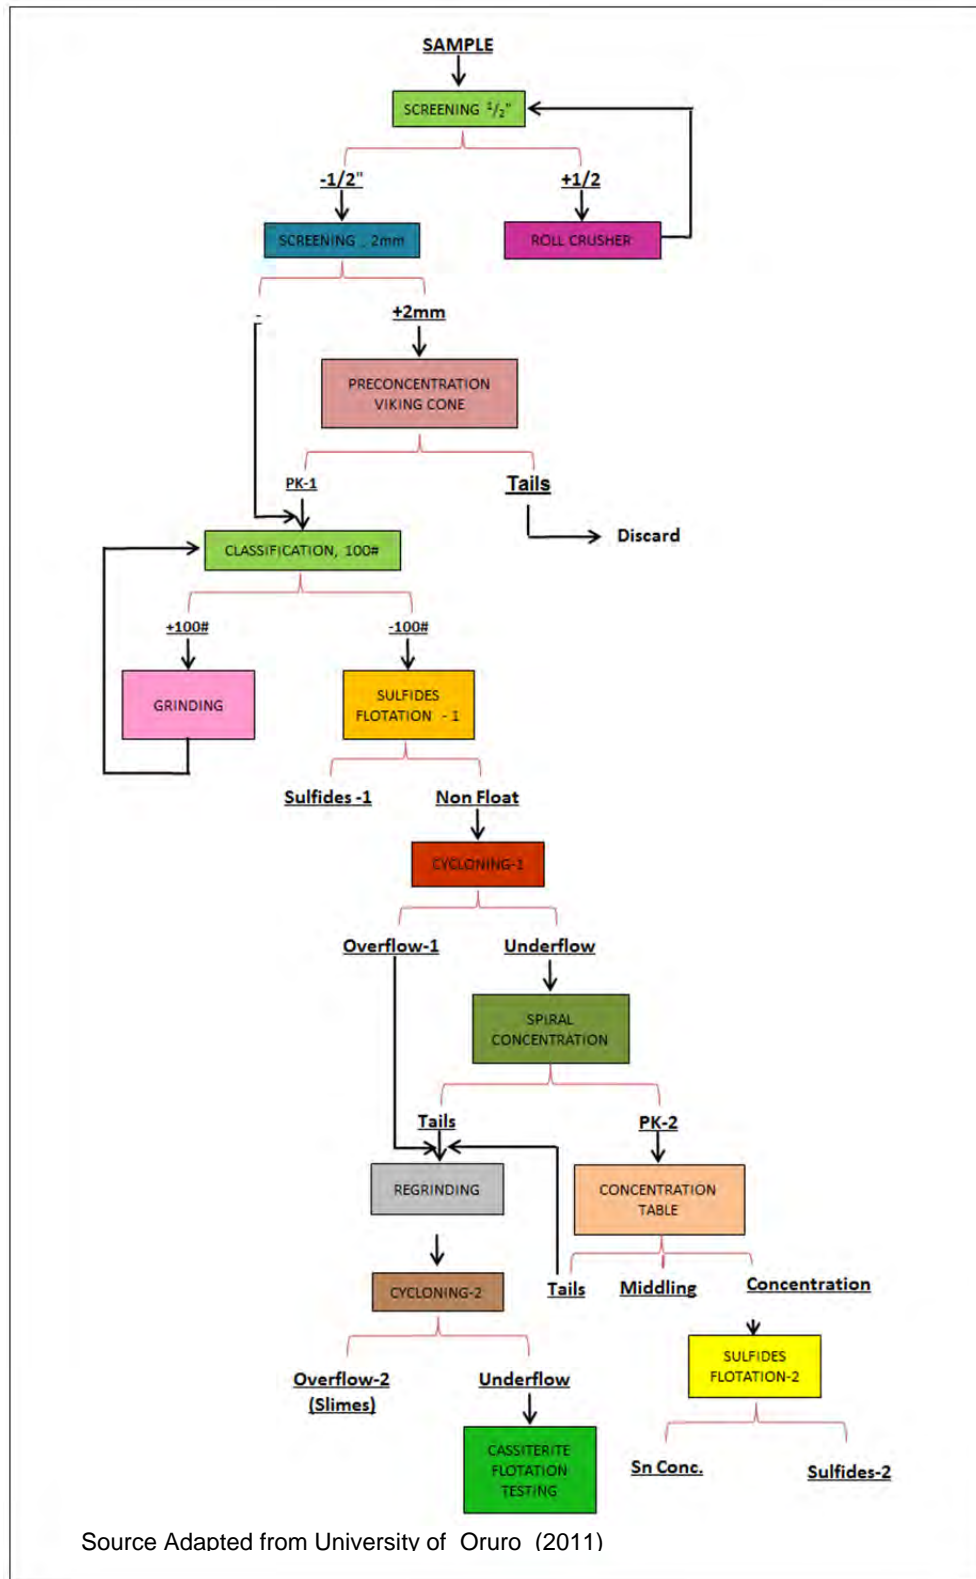 SAMPLE
SCREENING 1/2"
-1/2"
+1/2
SCREENING , 2mm
ROLL CRUSHER
-
+2mm
PRECONCENTRATION
VIKING CONE
PK-1
Tails
Discard
CLASSIFICATION, 100#
+100#
-100#
GRINDING
SULFIDES
FLOTATION - 1
Sulfides -1
Non Float
CYCLONING-1
Overflow-1
Underflow
SPIRAL
CONCENTRATION
Tails
PK-2
REGRINDING
CONCENTRATION
TABLE
CYCLONING-2
Tails
Middling
Concentration
Overflow-2
(Slimes)
Underflow
SULFIDES
FLOTATION-2
CASSITERITE
FLOTATION
TESTING
Sn Conc.
Sulfides-2
Source Adapted from University of Oruro (2011)